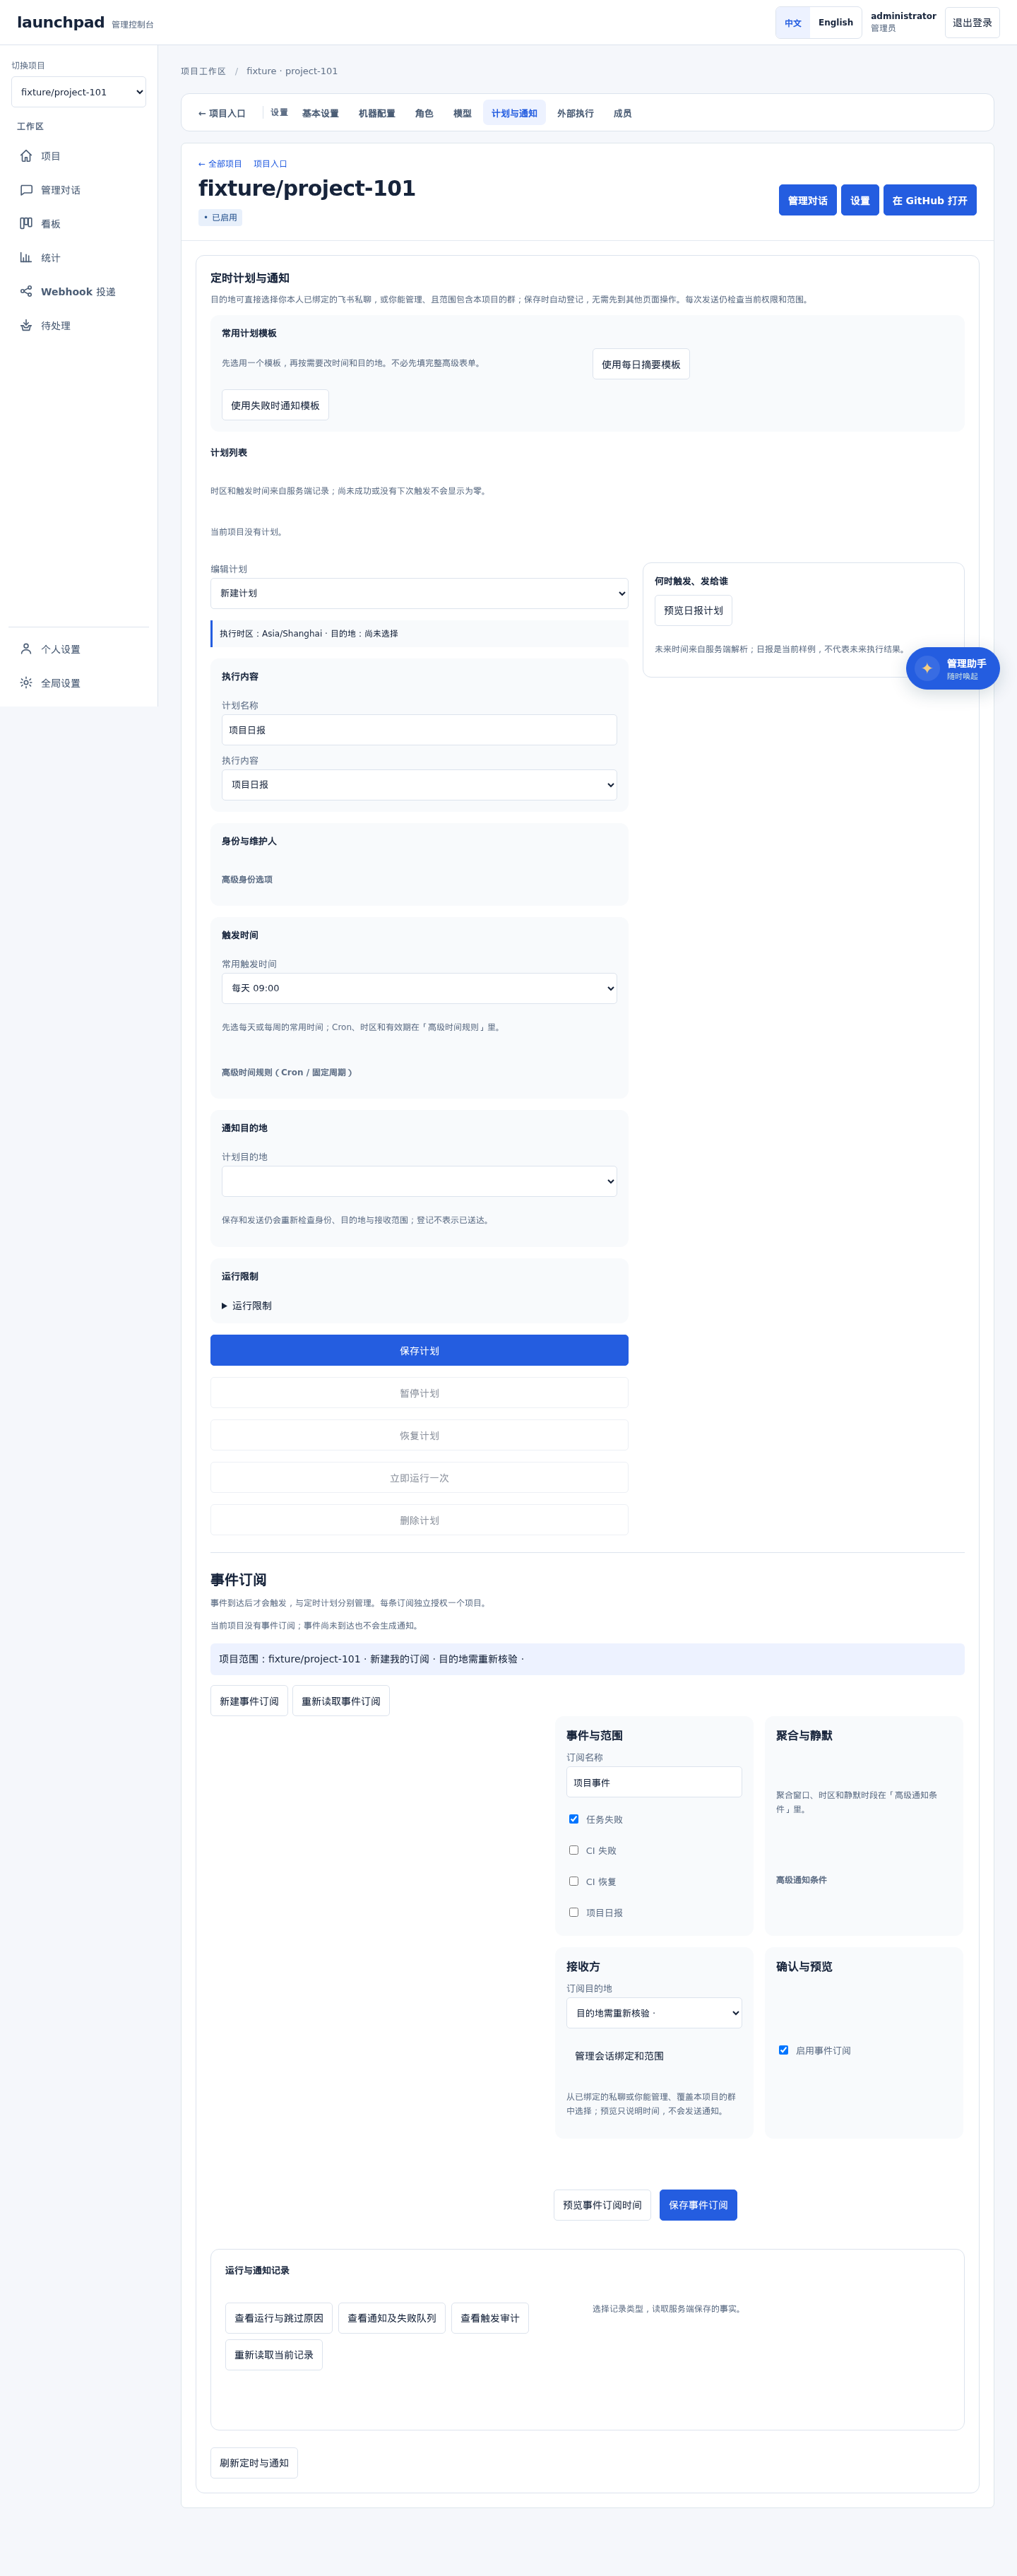 launchpad 管理控制台
中文 English
administrator
管理员
退出登录
切换项目
fixture/project-101
工作区
项目
管理对话
看板
统计
Webhook 投递
待处理
个人设置
全局设置
项目工作区 / fixture · project-101
← 项目入口 设置 基本设置 机器配置 角色 模型 计划与通知 外部执行 成员
← 全部项目 项目入口
fixture/project-101
• 已启用
管理对话 设置 在 GitHub 打开
定时计划与通知
目的地可直接选你本人已绑定的飞书私聊，或你能管理、且范围包含本项目的群；保存时自动登记，无需先到其他页面操作。每次发送仍检查当前权限和范围。
常用计划模板
先选用一个模板，再按需要改时间和目的地。不必先填完整高级表单。
使用每日摘要模板
使用失败时通知模板
计划列表
时区和触发时间来自服务端记录；尚未成功或没有下次触发不会显示为零。
当前项目没有计划。
编辑计划
新建计划
执行时区：Asia/Shanghai · 目的地：尚未选择
执行内容
计划名称
项目日报
执行内容
项目日报
身份与维护人
高级身份选项
触发时间
常用触发时间
每天 09:00
先选每天或每周的常用时间；Cron、时区和有效期在「高级时间规则」里。
高级时间规则（Cron / 固定周期）
通知目的地
计划目的地
保存和发送仍会重新检查身份、目的地与接收范围；登记不表示已送达。
运行限制
▶ 运行限制
保存计划
暂停计划
恢复计划
立即运行一次
删除计划
何时触发、发给谁
预览日报计划
未来时间来自服务端解析；日报是当前样例，不代表未来执行结果。
管理助手
随时唤起
事件订阅
事件到达后才会触发，与定时计划分别管理。每条订阅独立授权一个项目。
当前项目没有事件订阅；事件尚未到达也不会生成通知。
项目范围：fixture/project-101 · 新建我的订阅 · 目的地需重新核验 ·
新建事件订阅 重新读取事件订阅
事件与范围
订阅名称
项目事件
任务失败
CI 失败
CI 恢复
项目日报
聚合与静默
聚合窗口、时区和静默时段在「高级通知条
件」里。
高级通知条件
接收方
订阅目的地
目的地需重新核验 ·
管理会话绑定和范围
从已绑定的私聊或你能管理、覆盖本项目的群
中选择；预览只说明时间，不会发送通知。
确认与预览
启用事件订阅
预览事件订阅时间 保存事件订阅
运行与通知记录
查看运行与跳过原因 查看通知及失败队列 查看触发审计
重新读取当前记录
选择记录类型，读取服务端保存的事实。
刷新定时与通知